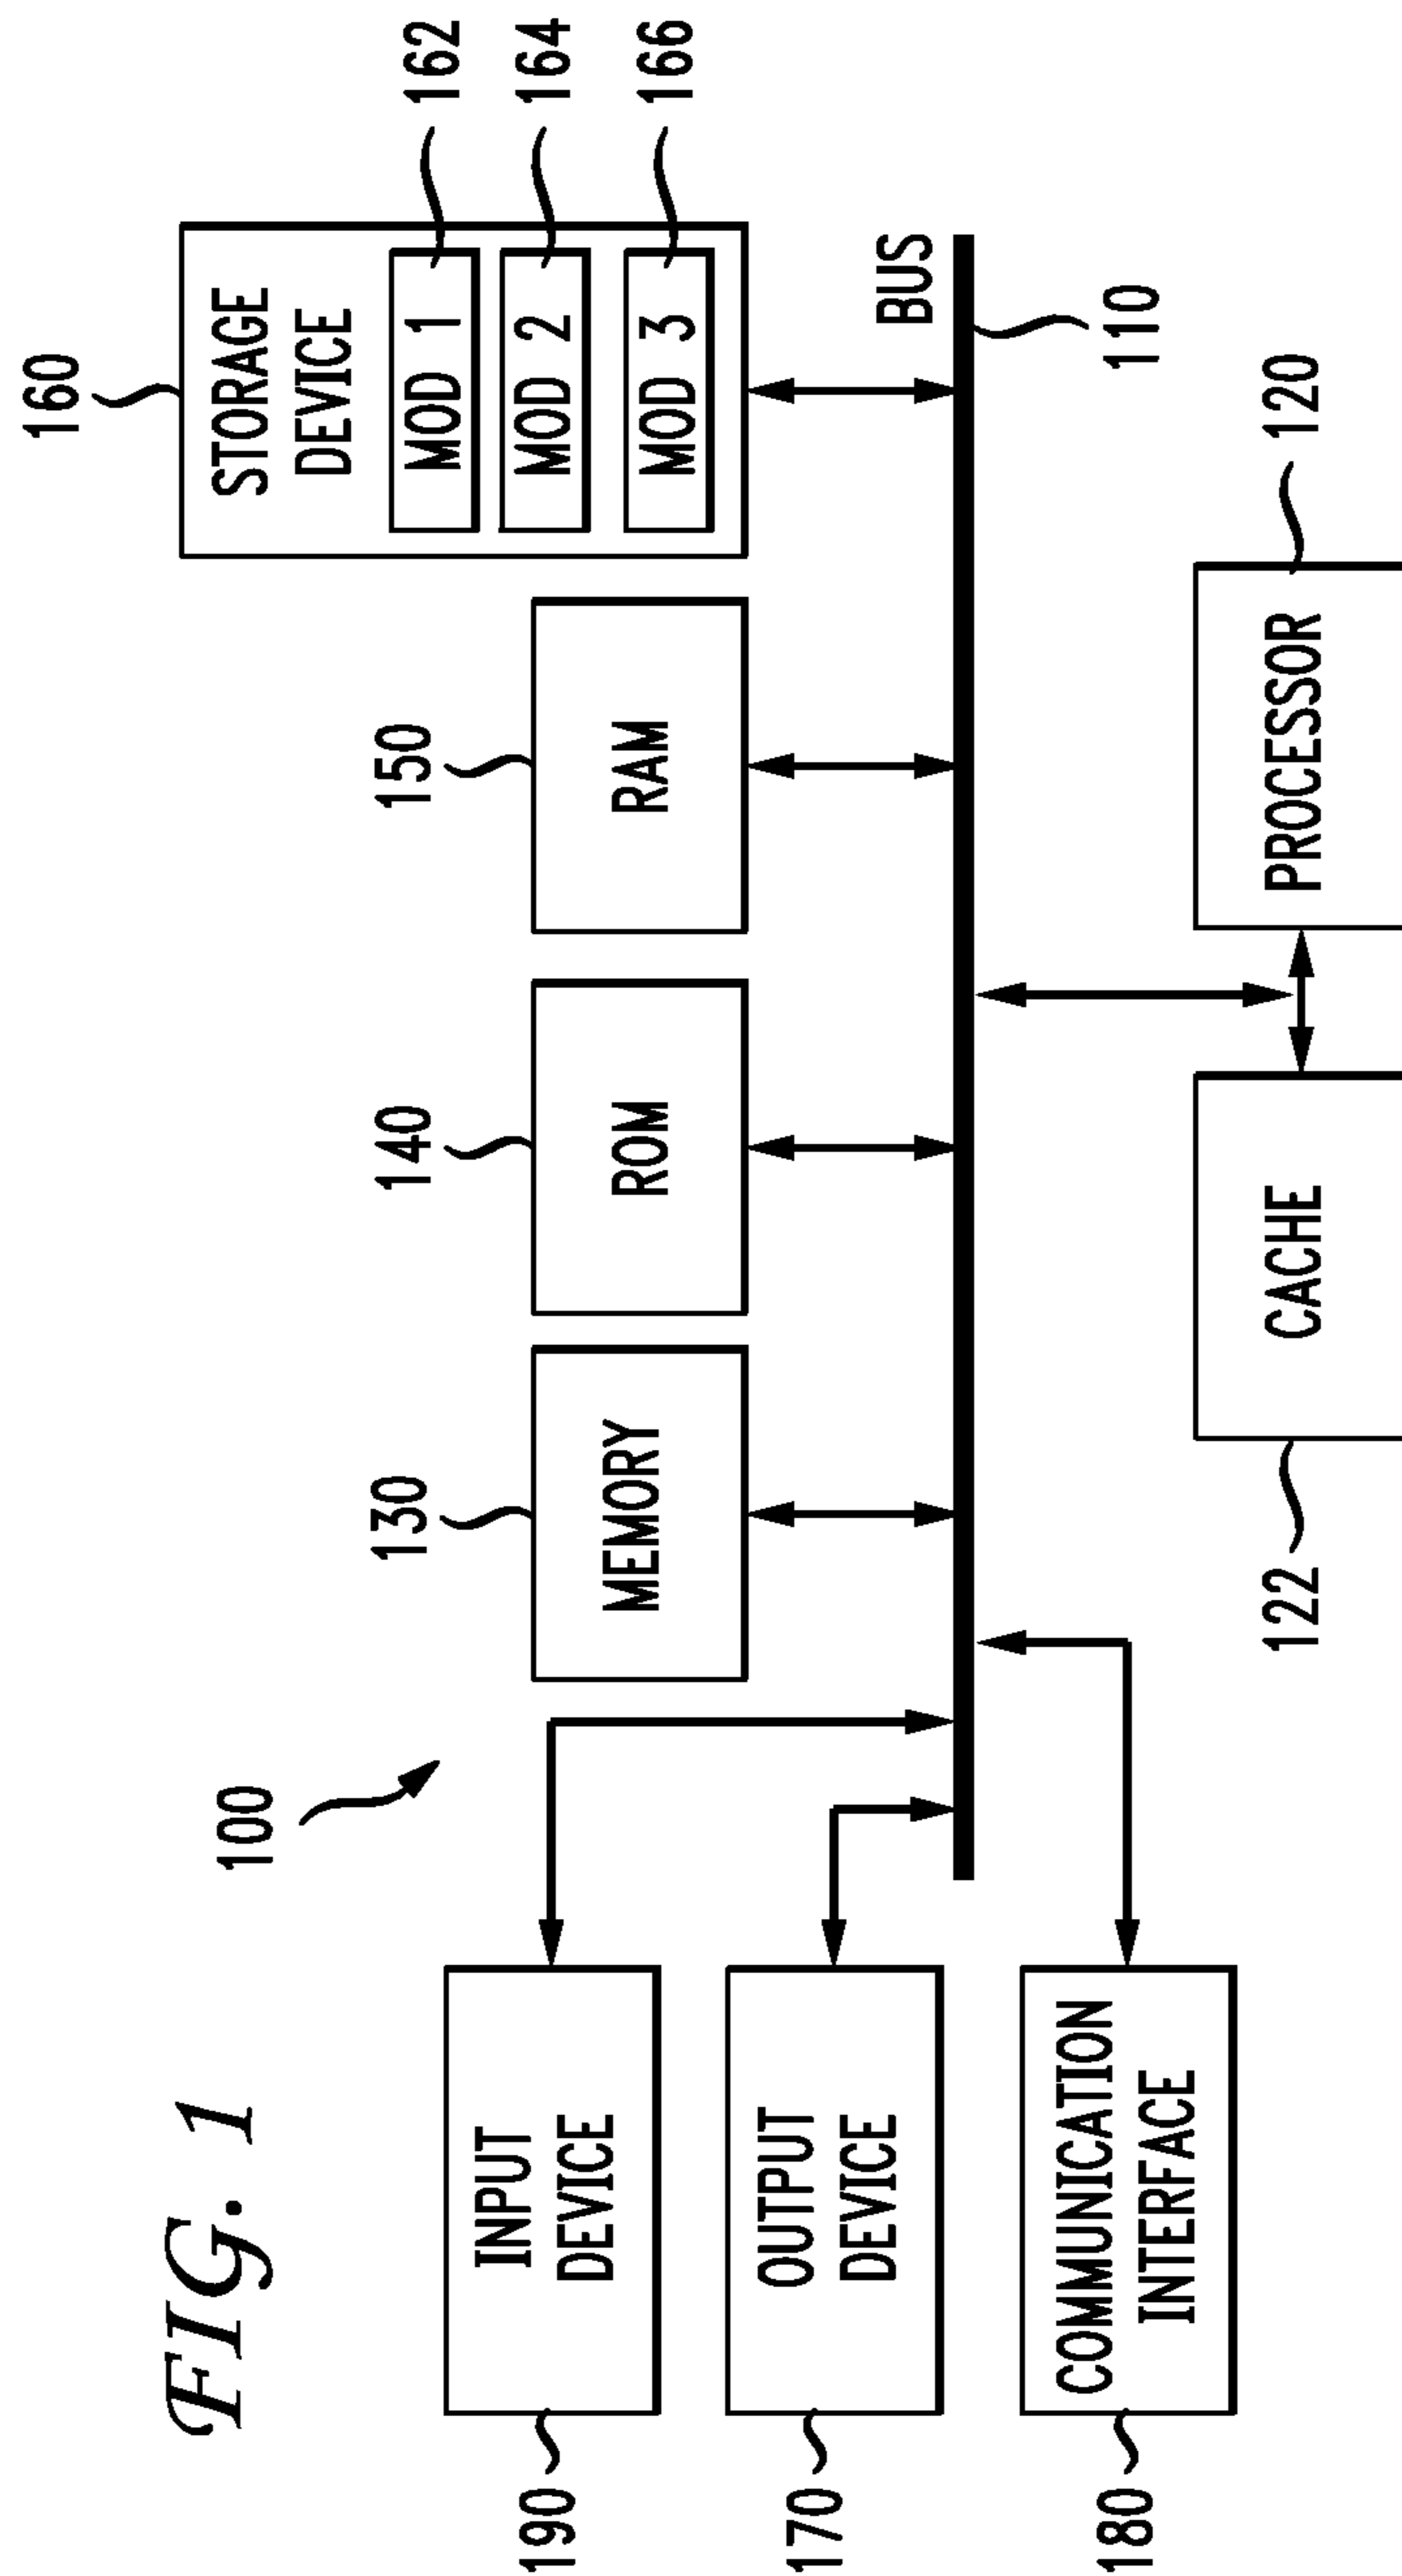 FIG. 1
100
160
STORAGE
DEVICE
MOD 1
162
MOD 2
164
MOD 3
166
130
MEMORY
140
ROM
150
RAM
190
INPUT
DEVICE
170
OUTPUT
DEVICE
180
COMMUNICATION
INTERFACE
BUS
110
122
CACHE
PROCESSOR
120